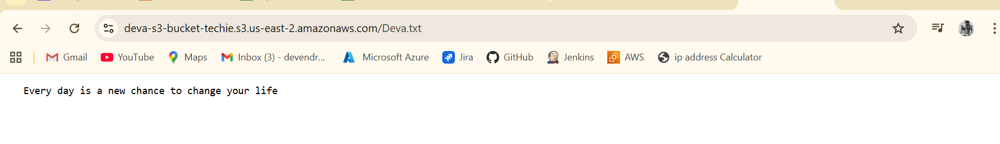 deva-s3-bucket-techie.s3.us-east-2.amazonaws.com/Deva.txt
Gmail YouTube Maps Inbox (3) - devendr... Microsoft Azure Jira GitHub Jenkins AWS ip address Calculator
Every day is a new chance to change your life